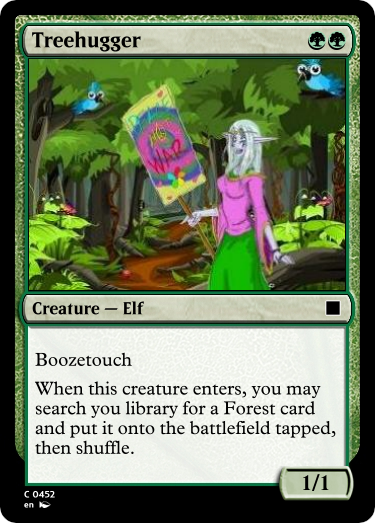 Treehugger
Creature — Elf
Boozetouch
When this creature enters, you may
search you library for a Forest card
and put it onto the battlefield tapped,
then shuffle.
1/1
C 0452
en